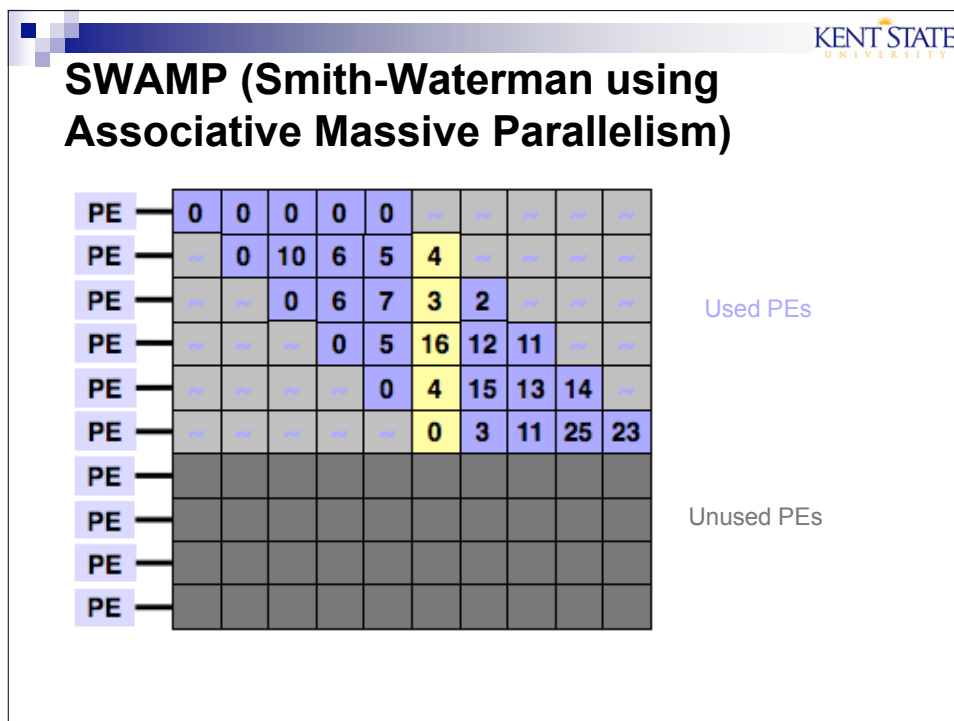 KENT STATE
UNIVERSITY
SWAMP (Smith-Waterman using
Associative Massive Parallelism)
PE 0 0 0 0 0 ~ ~ ~ ~ ~
PE ~ 0 10 6 5 4 ~ ~ ~ ~
PE ~ ~ 0 6 7 3 2 ~ ~ ~
Used PEs
PE ~ ~ ~ 0 5 16 12 11 ~ ~
PE ~ ~ ~ ~ 0 4 15 13 14 ~
PE ~ ~ ~ ~ ~ 0 3 11 25 23
PE
PE
Unused PEs
PE
PE